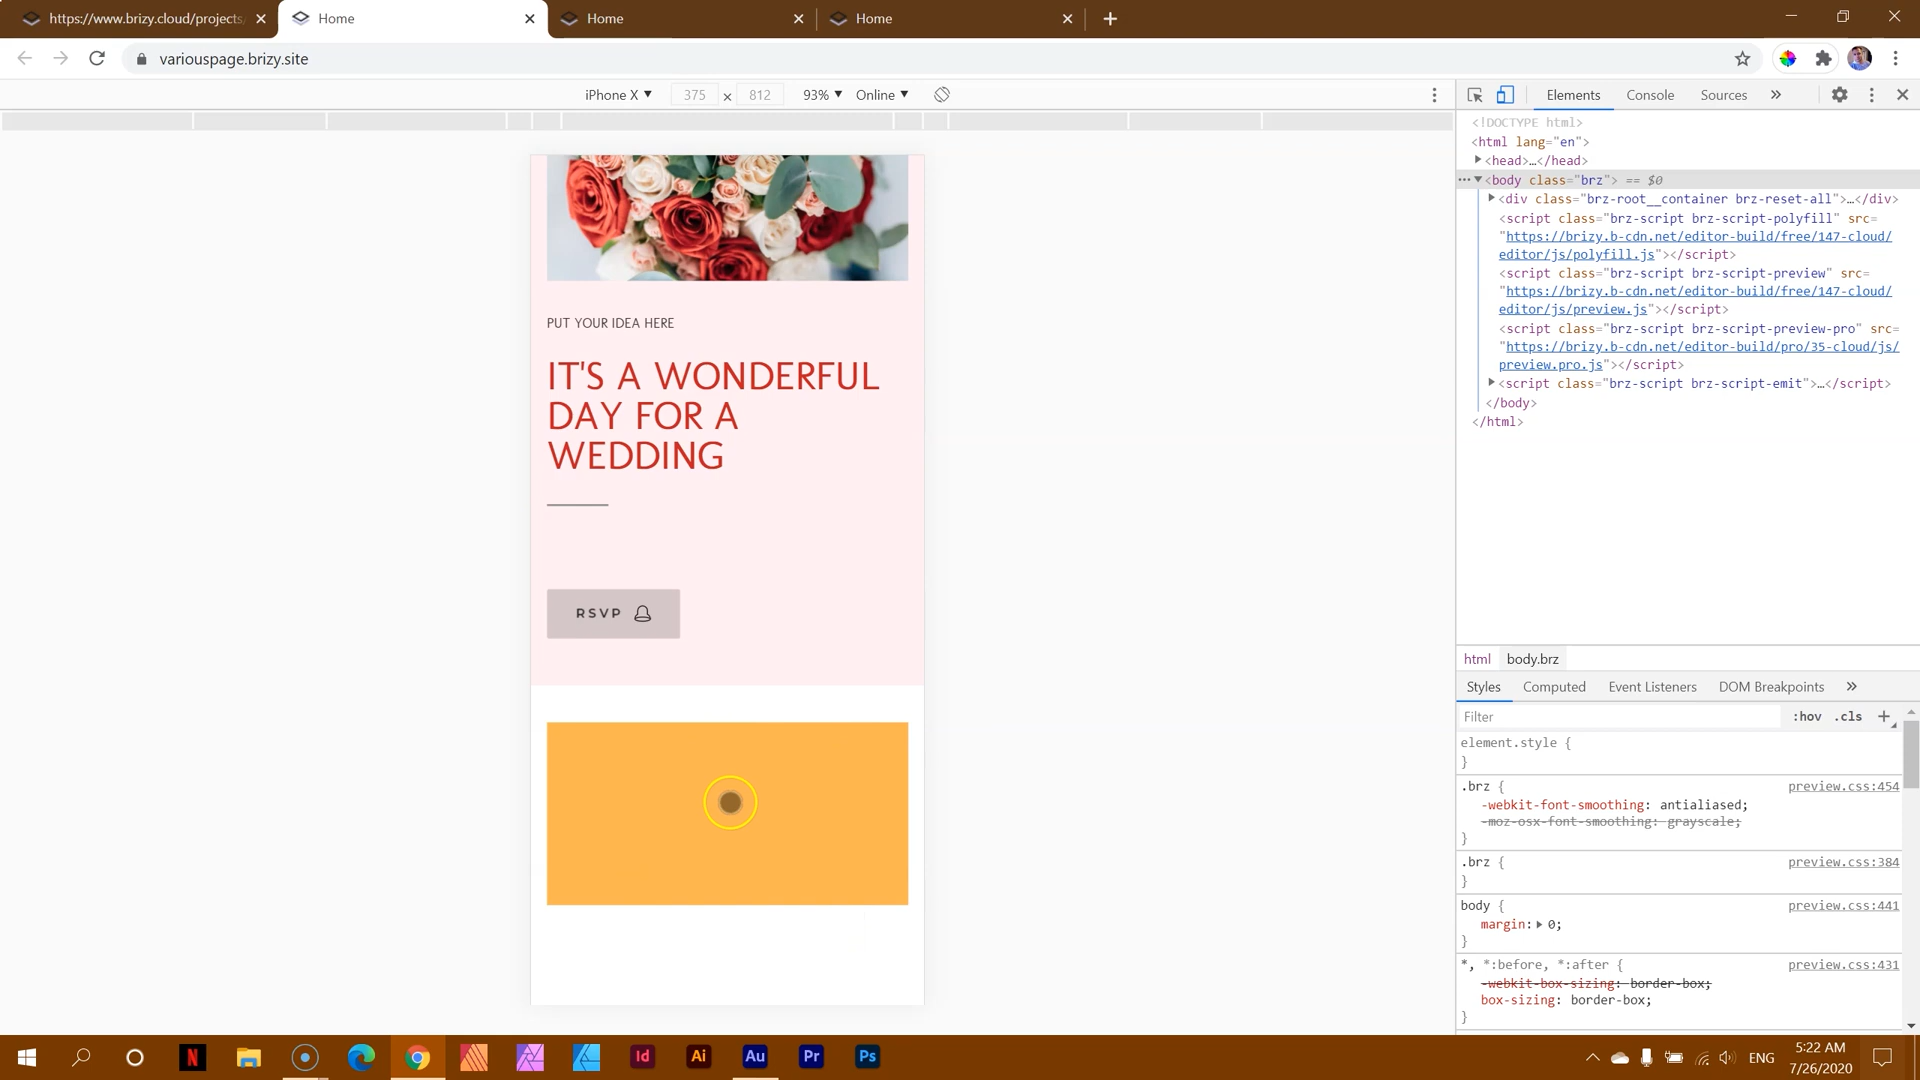 https://www.brizy.cloud/projects
Home
Home
Home
variouspage.brizy.site
iPhone X 375 x 812 93% Online
Elements Console Sources
<!DOCTYPE html>
<html lang="en">
<head>…</head>
<body class="brz"> == $0
<div class="brz-root__container brz-reset-all">…</div>
<script class="brz-script brz-script-polyfill" src=
"https://brizy.b-cdn.net/editor-build/free/147-cloud/
editor/js/polyfill.js"></script>
<script class="brz-script brz-script-preview" src=
"https://brizy.b-cdn.net/editor-build/free/147-cloud/
editor/js/preview.js"></script>
<script class="brz-script brz-script-preview-pro" src=
"https://brizy.b-cdn.net/editor-build/pro/35-cloud/js/
preview.pro.js"></script>
<script class="brz-script brz-script-emit">…</script>
</body>
</html>
PUT YOUR IDEA HERE
IT'S A WONDERFUL
DAY FOR A
WEDDING
RSVP
html body.brz
Styles Computed Event Listeners DOM Breakpoints
Filter :hov .cls
element.style {
}
.brz { preview.css:454
-webkit-font-smoothing: antialiased;
-moz-osx-font-smoothing: grayscale;
}
.brz { preview.css:384
}
body { preview.css:441
margin: 0;
}
*, *:before, *:after { preview.css:431
-webkit-box-sizing: border-box;
box-sizing: border-box;
}
N Id Ai Au Pr Ps
ENG
5:22 AM
7/26/2020